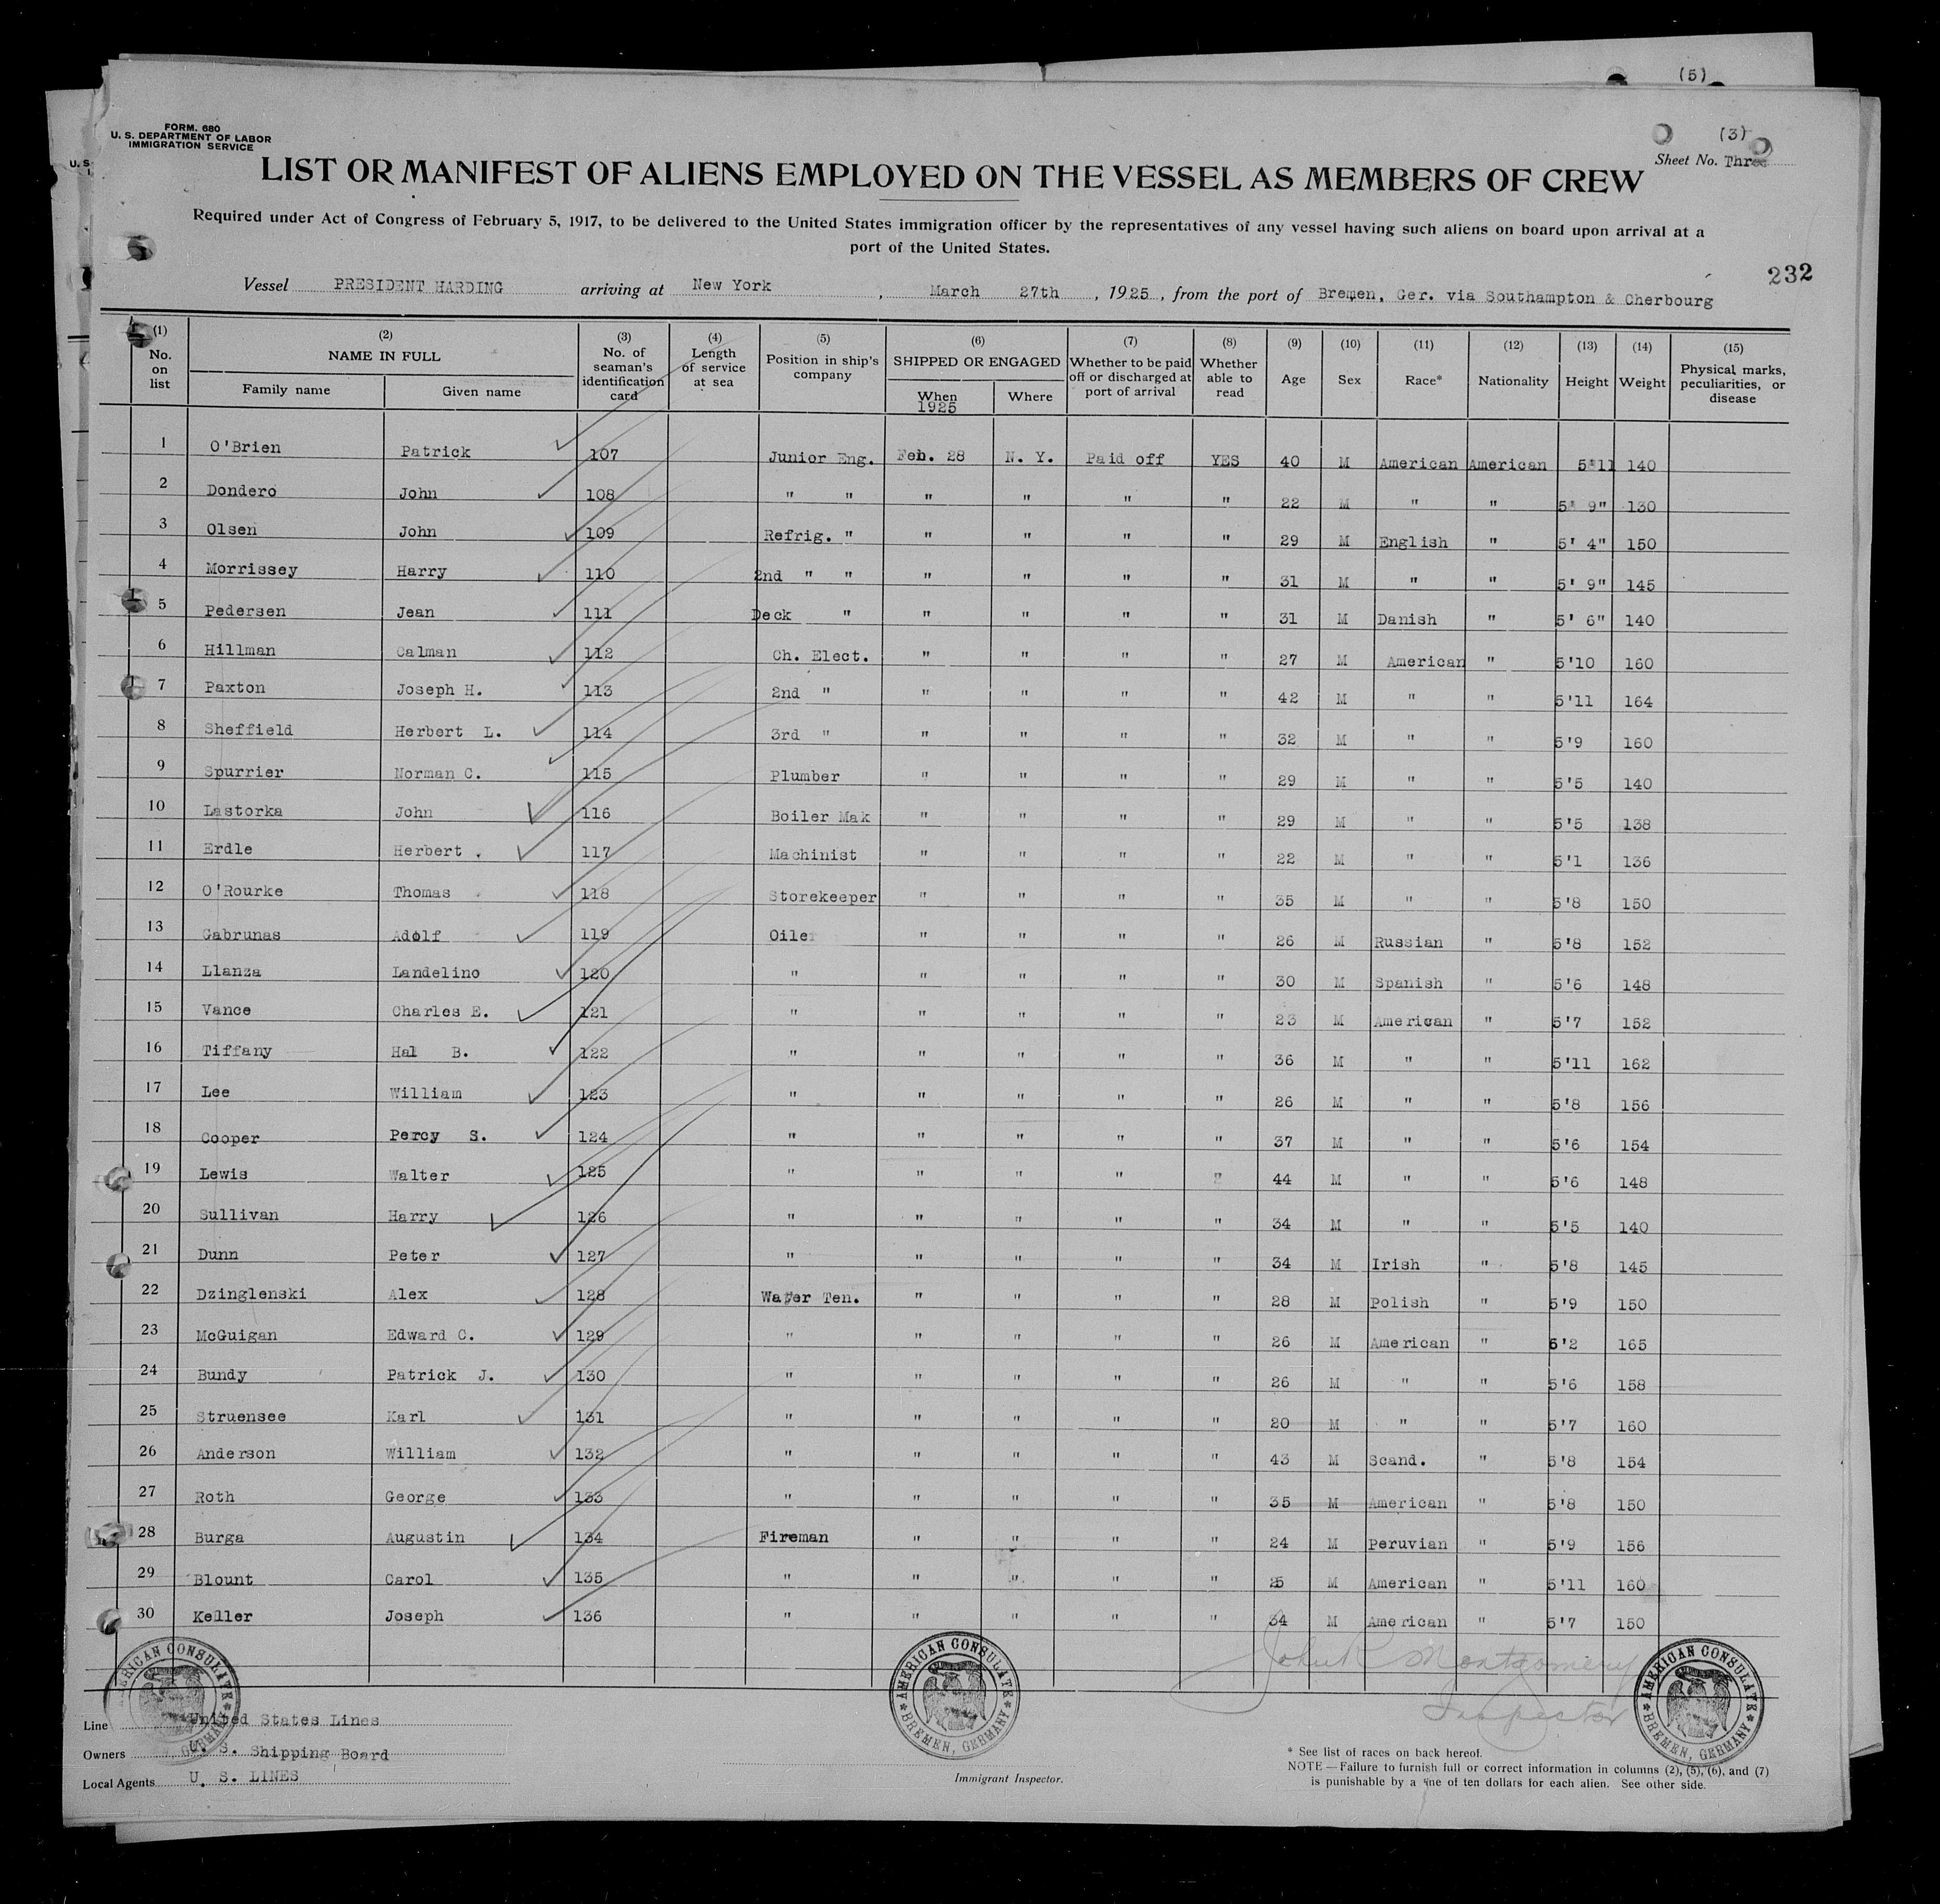 (5)
FORM. 680
U. S. DEPARTMENT OF LABOR
IMMIGRATION SERVICE
(3)
Sheet No. Three
LIST OR MANIFEST OF ALIENS EMPLOYED ON THE VESSEL AS MEMBERS OF CREW
Required under Act of Congress of February 5, 1917, to be delivered to the United States immigration officer by the representatives of any vessel having such aliens on board upon arrival at a
port of the United States.
232
Vessel PRESIDENT HARDING arriving at New York, March 27th, 1925, from the port of Bremen, Ger. via Southampton & Cherbourg
(1) No. on list (2) NAME IN FULL Family name Given name (3) No. of seaman's identification card (4) Length of service at sea (5) Position in ship's company (6) SHIPPED OR ENGAGED When 1925 Where (7) Whether to be paid off or discharged at port of arrival (8) Whether able to read (9) Age (10) Sex (11) Race* (12) Nationality (13) Height (14) Weight (15) Physical marks, peculiarities, or disease
1 O'Brien Patrick 107 Junior Eng. Feb. 28 N. Y. Paid off YES 40 M American American 5'11 140
2 Dondero John 108 " " " " " " 22 M " " 5' 9" 130
3 Olsen John 109 Refrig. " " " " " 29 M English " 5' 4" 150
4 Morrissey Harry 110 2nd " " " " " " 31 M " " 5' 9" 145
5 Pedersen Jean 111 Deck " " " " " 31 M Danish " 5' 6" 140
6 Hillman Calman 112 Ch. Elect. " " " " 27 M American " 5'10 160
7 Paxton Joseph H. 113 2nd " " " " " 42 M " " 5'11 164
8 Sheffield Herbert L. 114 3rd " " " " " 32 M " " 5'9 160
9 Spurrier Norman C. 115 Plumber " " " " 29 M " " 5'5 140
10 Lastorka John 116 Boiler Mak " " " " 29 M " " 5'5 138
11 Erdle Herbert . 117 Machinist " " " " 22 M " " 5'1 136
12 O'Rourke Thomas 118 Storekeeper " " " " 35 M " " 5'8 150
13 Gabrunas Adolf 119 Oiler " " " " 26 M Russian " 5'8 152
14 Llanza Landelino 120 " " " " " 30 M Spanish " 5'6 148
15 Vance Charles E. 121 " " " " " 23 M American " 5'7 152
16 Tiffany Hal B. 122 " " " " " 36 M " " 5'11 162
17 Lee William 123 " " " " " 26 M " " 5'8 156
18 Cooper Percy S. 124 " " " " " 37 M " " 5'6 154
19 Lewis Walter 125 " " " " " 44 M " " 5'6 148
20 Sullivan Harry 126 " " " " " 34 M " " 5'5 140
21 Dunn Peter 127 " " " " " 34 M Irish " 5'8 145
22 Dzinglenski Alex 128 Water Ten. " " " " 28 M Polish " 5'9 150
23 McGuigan Edward C. 129 " " " " " 26 M American " 6'2 165
24 Bundy Patrick J. 130 " " " " " 26 M " " 5'6 158
25 Struensee Karl 131 " " " " " 20 M " " 5'7 160
26 Anderson William 132 " " " " " 43 M Scand. " 5'8 154
27 Roth George 133 " " " " " 35 M American " 5'8 150
28 Burga Augustin 134 Fireman " " " " 24 M Peruvian " 5'9 156
29 Blount Carol 135 " " " " " 25 M American " 5'11 160
30 Keller Joseph 136 " " " " " 34 M American " 5'7 150
John R Montgomery
Inspector
AMERICAN CONSULATE BREMEN, GERMANY
AMERICAN CONSULATE BREMEN, GERMANY
AMERICAN CONSULATE BREMEN, GERMANY
Line United States Lines
Owners U. S. Shipping Board
Local Agents U. S. LINES
Immigrant Inspector.
* See list of races on back hereof.
NOTE—Failure to furnish full or correct information in columns (2), (5), (6), and (7)
is punishable by a fine of ten dollars for each alien. See other side.